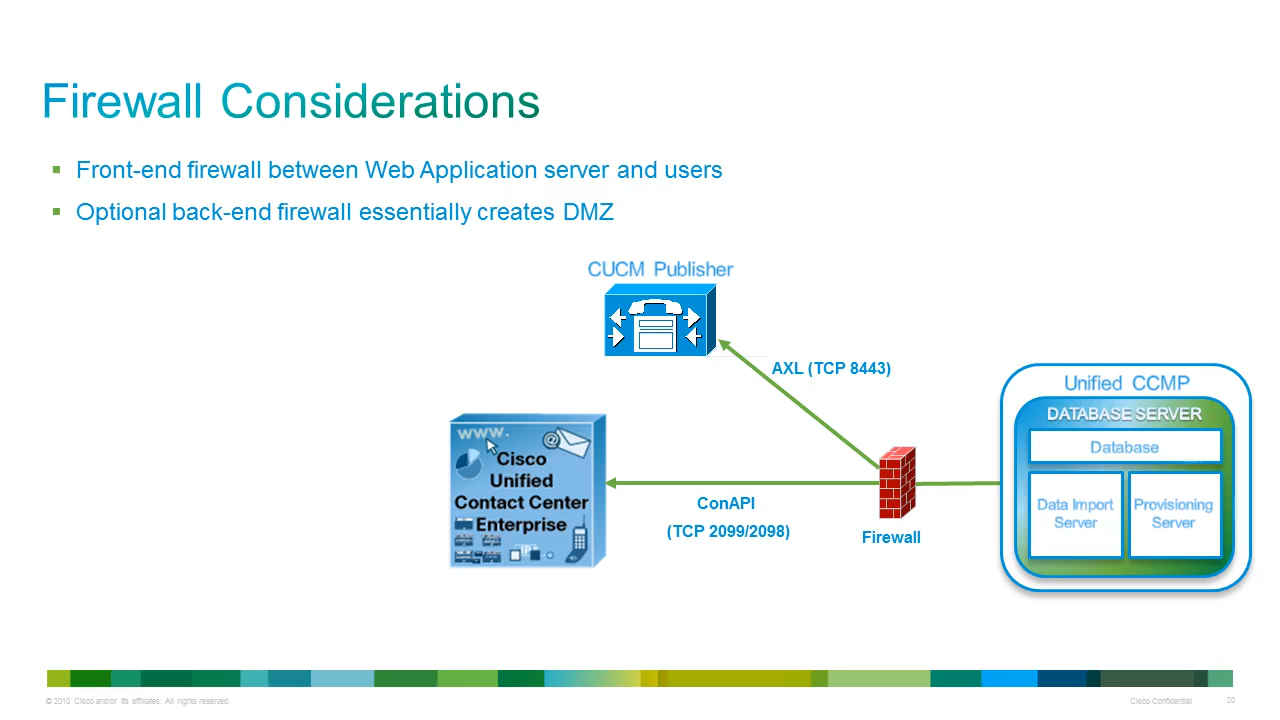 Firewall Considerations
Front-end firewall between Web Application server and users
Optional back-end firewall essentially creates DMZ
CUCM Publisher
AXL (TCP 8443)
Unified CCMP
DATABASE SERVER
Database
Data Import
Server
Provisioning
Server
www.
@
Cisco
Unified
Contact Center
Enterprise
IP
ConAPI
(TCP 2099/2098)
Firewall
© 2010 Cisco and/or its affiliates. All rights reserved.
Cisco Confidential
20